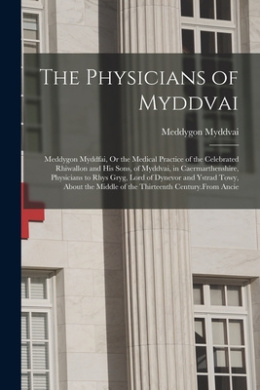 The Physicians of
Myddvai
Meddygon Myddvai
Meddygon Myddfai, Or the Medical Practice of the Celebrated
Rhiwallon and His Sons, of Myddvai, in Caermarthenshire,
Physicians to Rhys Gryg, Lord of Dynevor and Ystrad Towy,
About the Middle of the Thirteenth Century.From Ancie